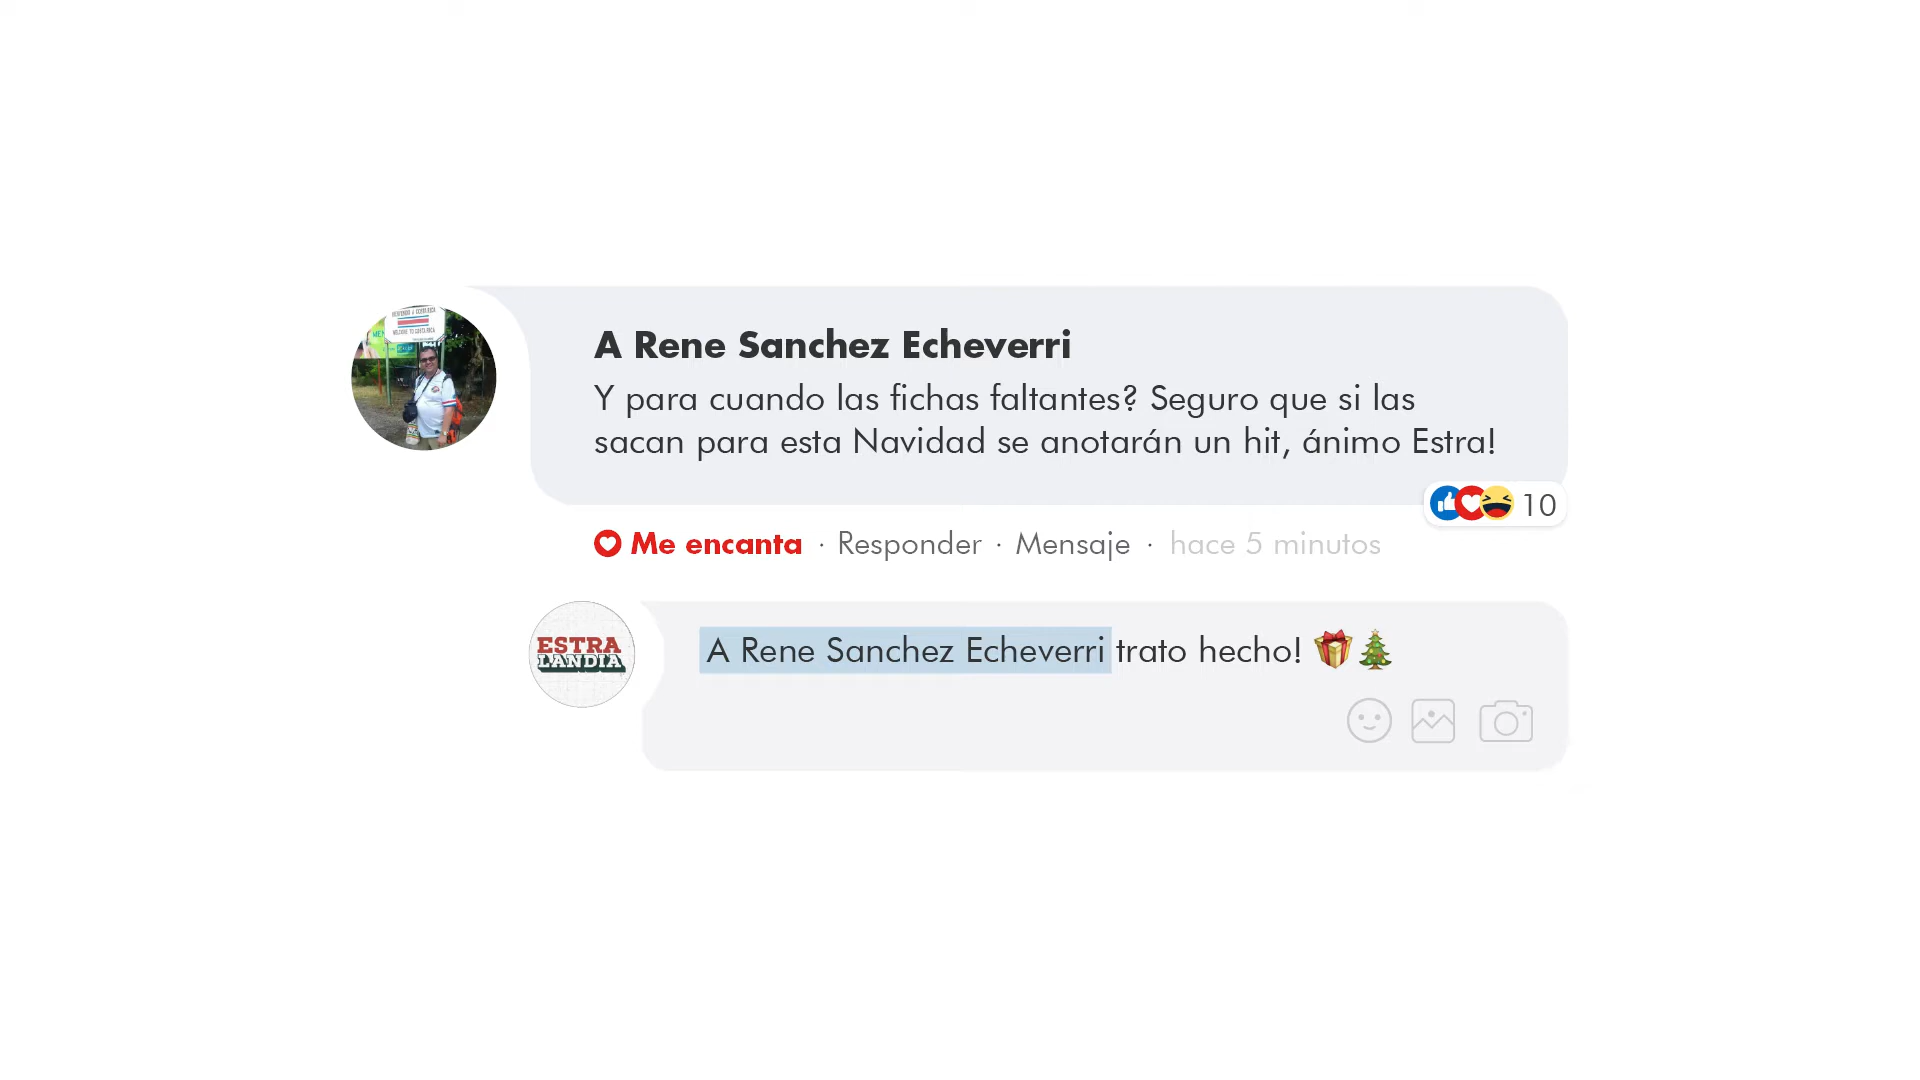 A Rene Sanchez Echeverri
Y para cuando las fichas faltantes? Seguro que si las
sacan para esta Navidad se anotarán un hit, ánimo Estra!
10
Me encanta · Responder · Mensaje · hace 5 minutos
ESTRA
LANDIA
A Rene Sanchez Echeverri trato hecho! 🎁🎄